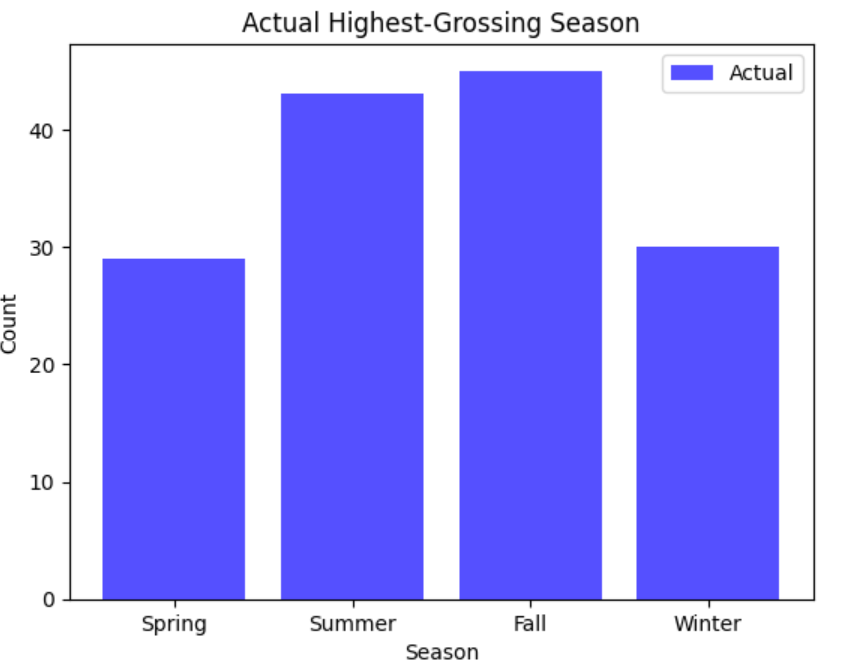 Actual Highest-Grossing Season
Actual
Count
40
30
20
10
0
Spring Summer Fall Winter
Season